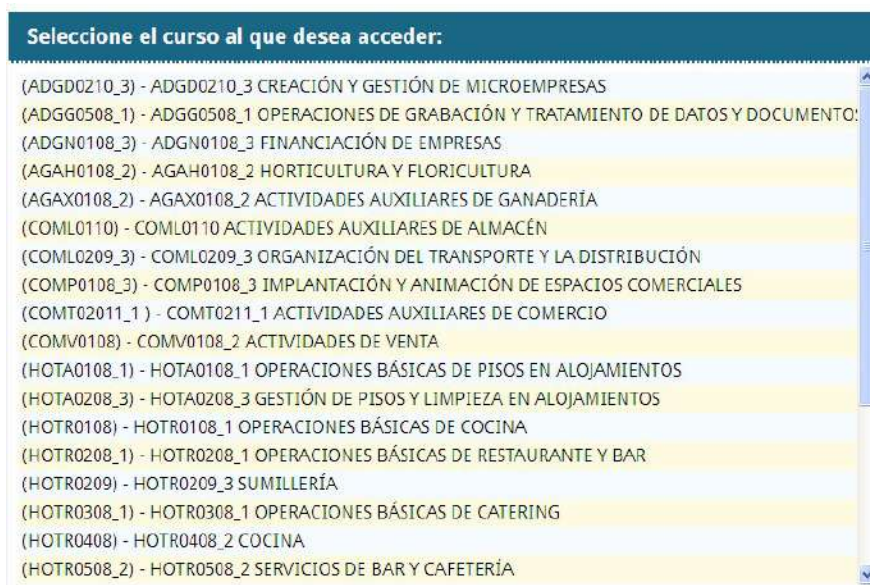 Seleccione el curso al que desea acceder:
(ADGD0210_3) - ADGD0210_3 CREACIÓN Y GESTIÓN DE MICROEMPRESAS
(ADGG0508_1) - ADGG0508_1 OPERACIONES DE GRABACIÓN Y TRATAMIENTO DE DATOS Y DOCUMENTOS
(ADGN0108_3) - ADGN0108_3 FINANCIACIÓN DE EMPRESAS
(AGAH0108_2) - AGAH0108_2 HORTICULTURA Y FLORICULTURA
(AGAX0108_2) - AGAX0108_2 ACTIVIDADES AUXILIARES DE GANADERÍA
(COML0110) - COML0110 ACTIVIDADES AUXILIARES DE ALMACÉN
(COML0209_3) - COML0209_3 ORGANIZACIÓN DEL TRANSPORTE Y LA DISTRIBUCIÓN
(COMP0108_3) - COMP0108_3 IMPLANTACIÓN Y ANIMACIÓN DE ESPACIOS COMERCIALES
(COMT02011_1 ) - COMT0211_1 ACTIVIDADES AUXILIARES DE COMERCIO
(COMV0108) - COMV0108_2 ACTIVIDADES DE VENTA
(HOTA0108_1) - HOTA0108_1 OPERACIONES BÁSICAS DE PISOS EN ALOJAMIENTOS
(HOTA0208_3) - HOTA0208_3 GESTIÓN DE PISOS Y LIMPIEZA EN ALOJAMIENTOS
(HOTR0108) - HOTR0108_1 OPERACIONES BÁSICAS DE COCINA
(HOTR0208_1) - HOTR0208_1 OPERACIONES BÁSICAS DE RESTAURANTE Y BAR
(HOTR0209) - HOTR0209_3 SUMILLERÍA
(HOTR0308_1) - HOTR0308_1 OPERACIONES BÁSICAS DE CATERING
(HOTR0408) - HOTR0408_2 COCINA
(HOTR0508_2) - HOTR0508_2 SERVICIOS DE BAR Y CAFETERÍA